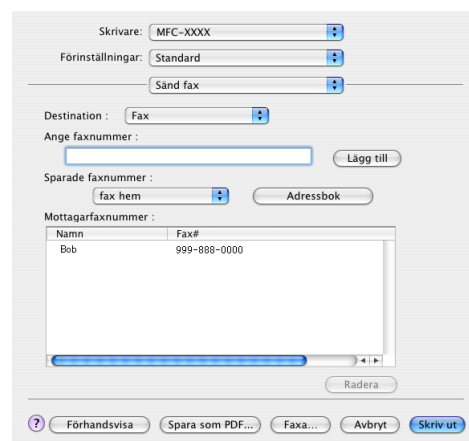 Skrivare: MFC-XXXX
Förinställningar: Standard
Sänd fax
Destination : Fax
Ange faxnummer :
Lägg till
Sparade faxnummer :
fax hem Adressbok
Mottagarfaxnummer :
Namn Fax#
Bob 999-888-0000
Radera
? Förhandsvisa Spara som PDF... Faxa... Avbryt Skriv ut